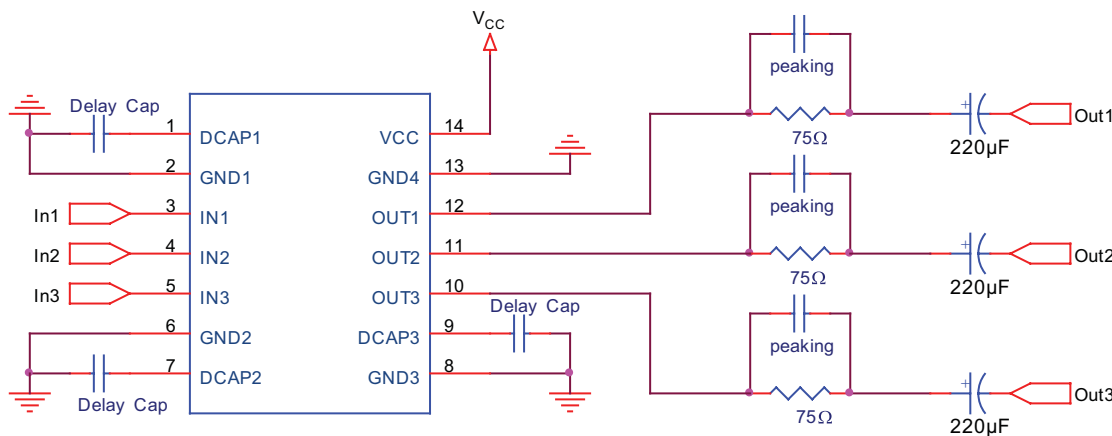 VCC
peaking
75Ω
220µF
Out1
Delay Cap
1
DCAP1
2
GND1
In1
3
IN1
In2
4
IN2
In3
5
IN3
6
GND2
7
DCAP2
Delay Cap
VCC
14
GND4
13
OUT1
12
OUT2
11
OUT3
10
Delay Cap
DCAP3
9
GND3
8
peaking
75Ω
220µF
Out2
peaking
75Ω
220µF
Out3